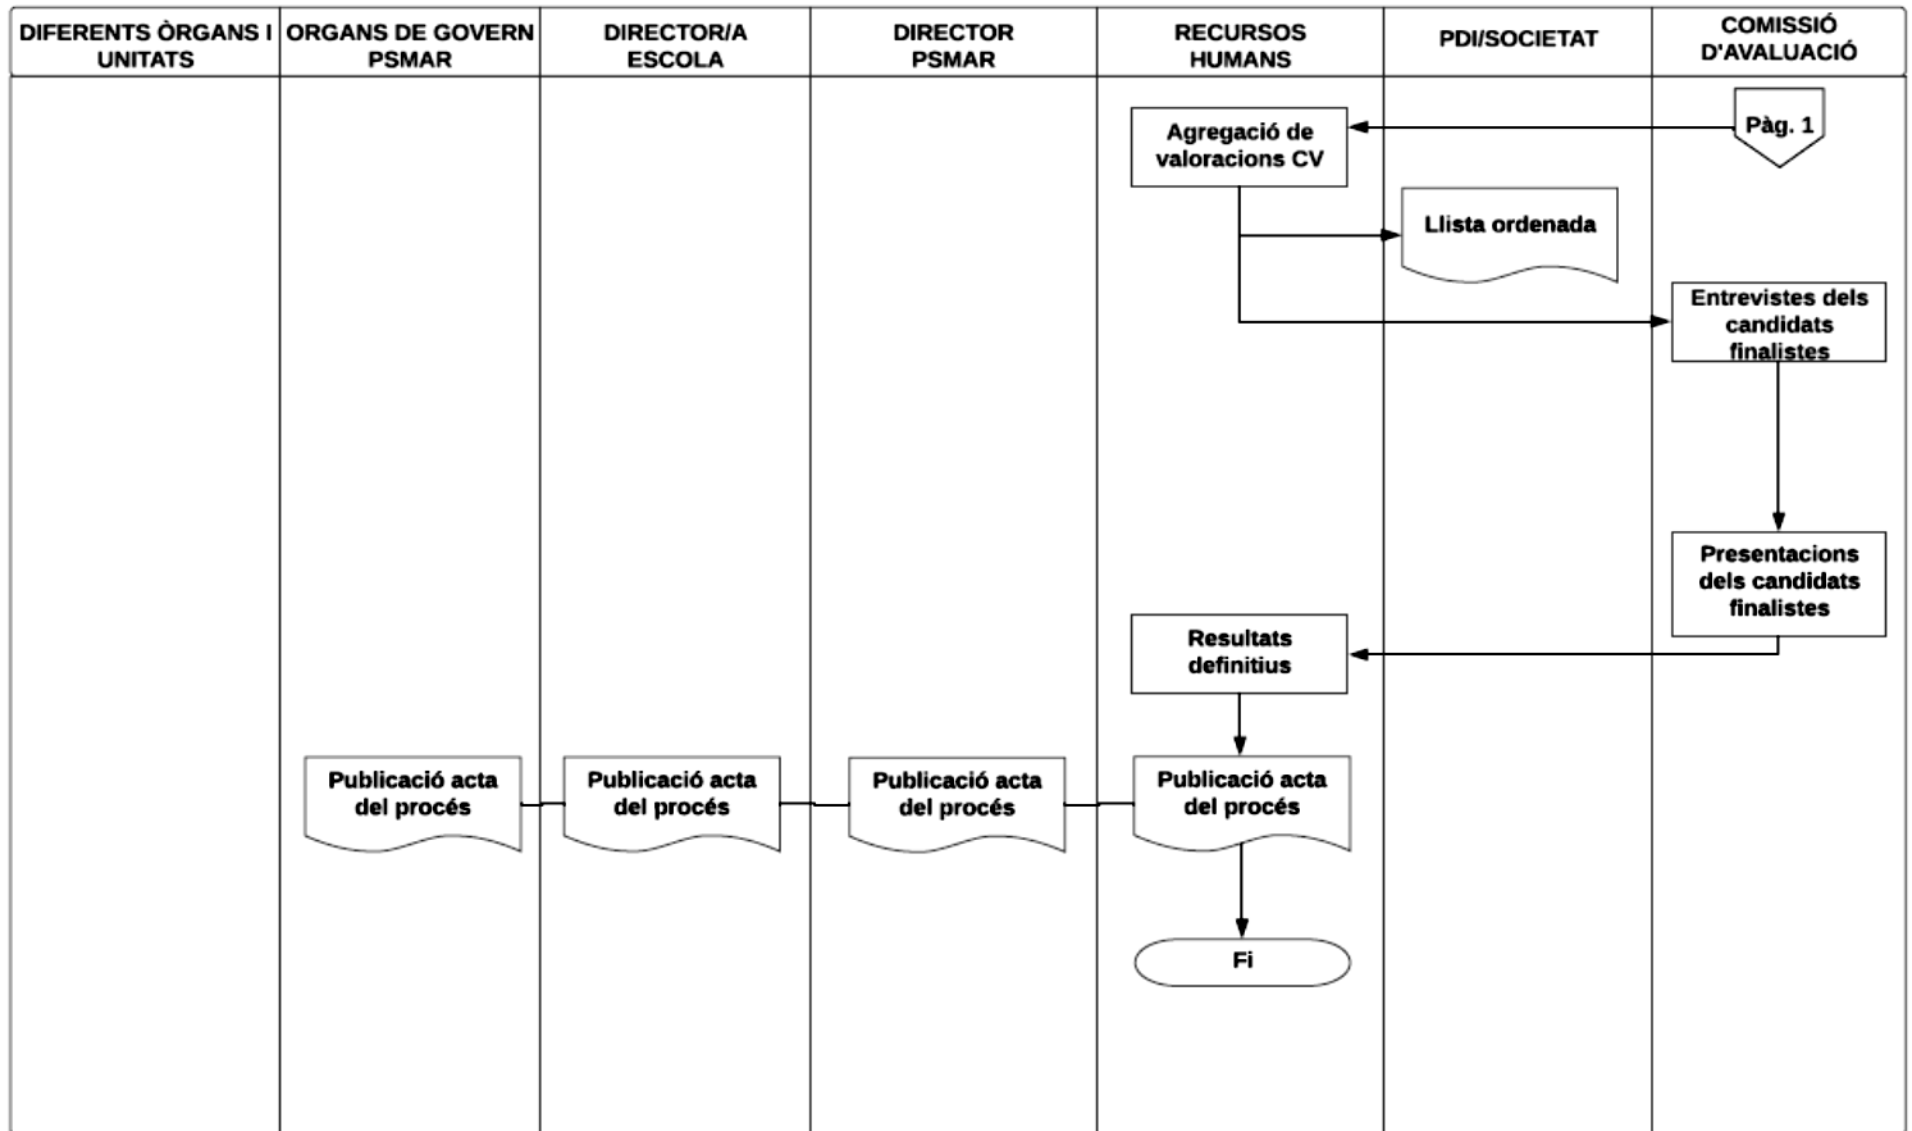 DIFERENTS ÒRGANS I
UNITATS
ORGANS DE GOVERN
PSMAR
DIRECTOR/A
ESCOLA
DIRECTOR
PSMAR
RECURSOS
HUMANS
PDI/SOCIETAT
COMISSIÓ
D'AVALUACIÓ
Pàg. 1
Agregació de
valoracions CV
Llista ordenada
Entrevistes dels
candidats
finalistes
Presentacions
dels candidats
finalistes
Resultats
definitius
Publicació acta
del procés
Publicació acta
del procés
Publicació acta
del procés
Publicació acta
del procés
Fi